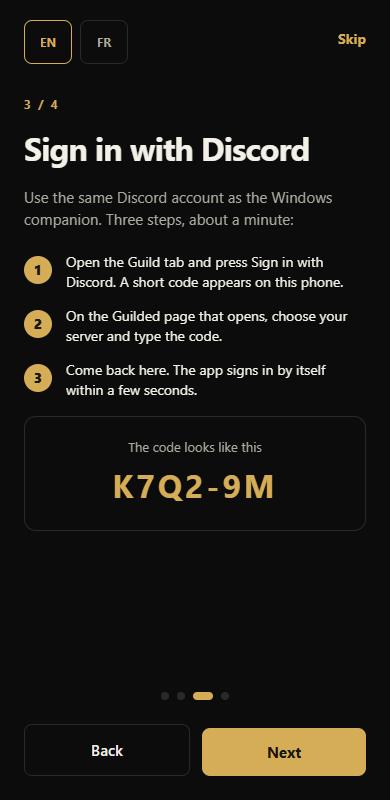 EN
FR
Skip
3 / 4
Sign in with Discord
Use the same Discord account as the Windows
companion. Three steps, about a minute:
1
Open the Guild tab and press Sign in with
Discord. A short code appears on this phone.
2
On the Guilded page that opens, choose your
server and type the code.
3
Come back here. The app signs in by itself
within a few seconds.
The code looks like this
K7Q2-9M
Back
Next